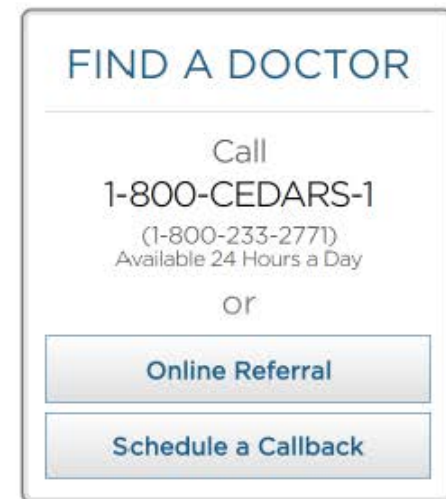 FIND A DOCTOR
Call
1-800-CEDARS-1
(1-800-233-2771)
Available 24 Hours a Day
or
Online Referral
Schedule a Callback